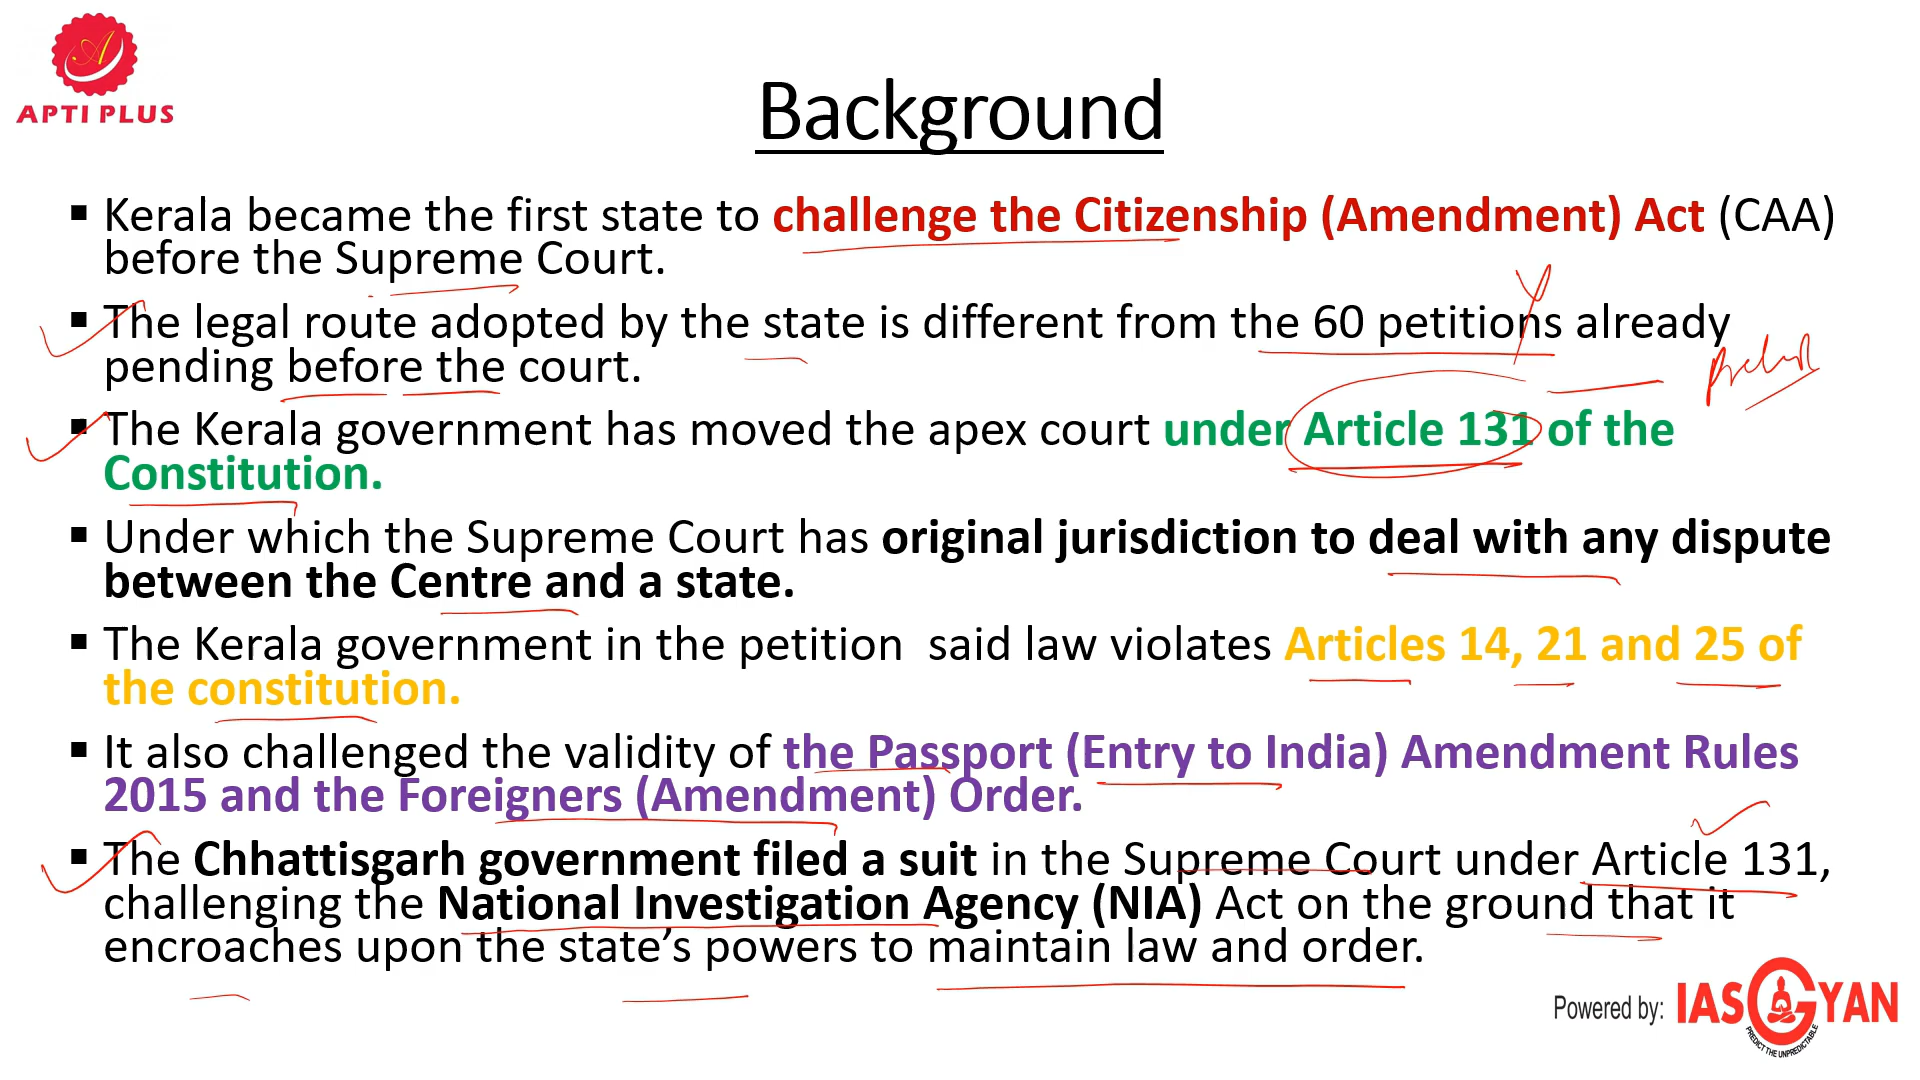 APTI PLUS
Background
▪ Kerala became the first state to challenge the Citizenship (Amendment) Act (CAA)
before the Supreme Court.
▪ The legal route adopted by the state is different from the 60 petitions already
pending before the court.
▪ The Kerala government has moved the apex court under Article 131 of the
Constitution.
▪ Under which the Supreme Court has original jurisdiction to deal with any dispute
between the Centre and a state.
▪ The Kerala government in the petition said law violates Articles 14, 21 and 25 of
the constitution.
▪ It also challenged the validity of the Passport (Entry to India) Amendment Rules
2015 and the Foreigners (Amendment) Order.
▪ The Chhattisgarh government filed a suit in the Supreme Court under Article 131,
challenging the National Investigation Agency (NIA) Act on the ground that it
encroaches upon the state's powers to maintain law and order.
Powered by: IAS GYAN
PREDICT THE UNPREDICTABLE